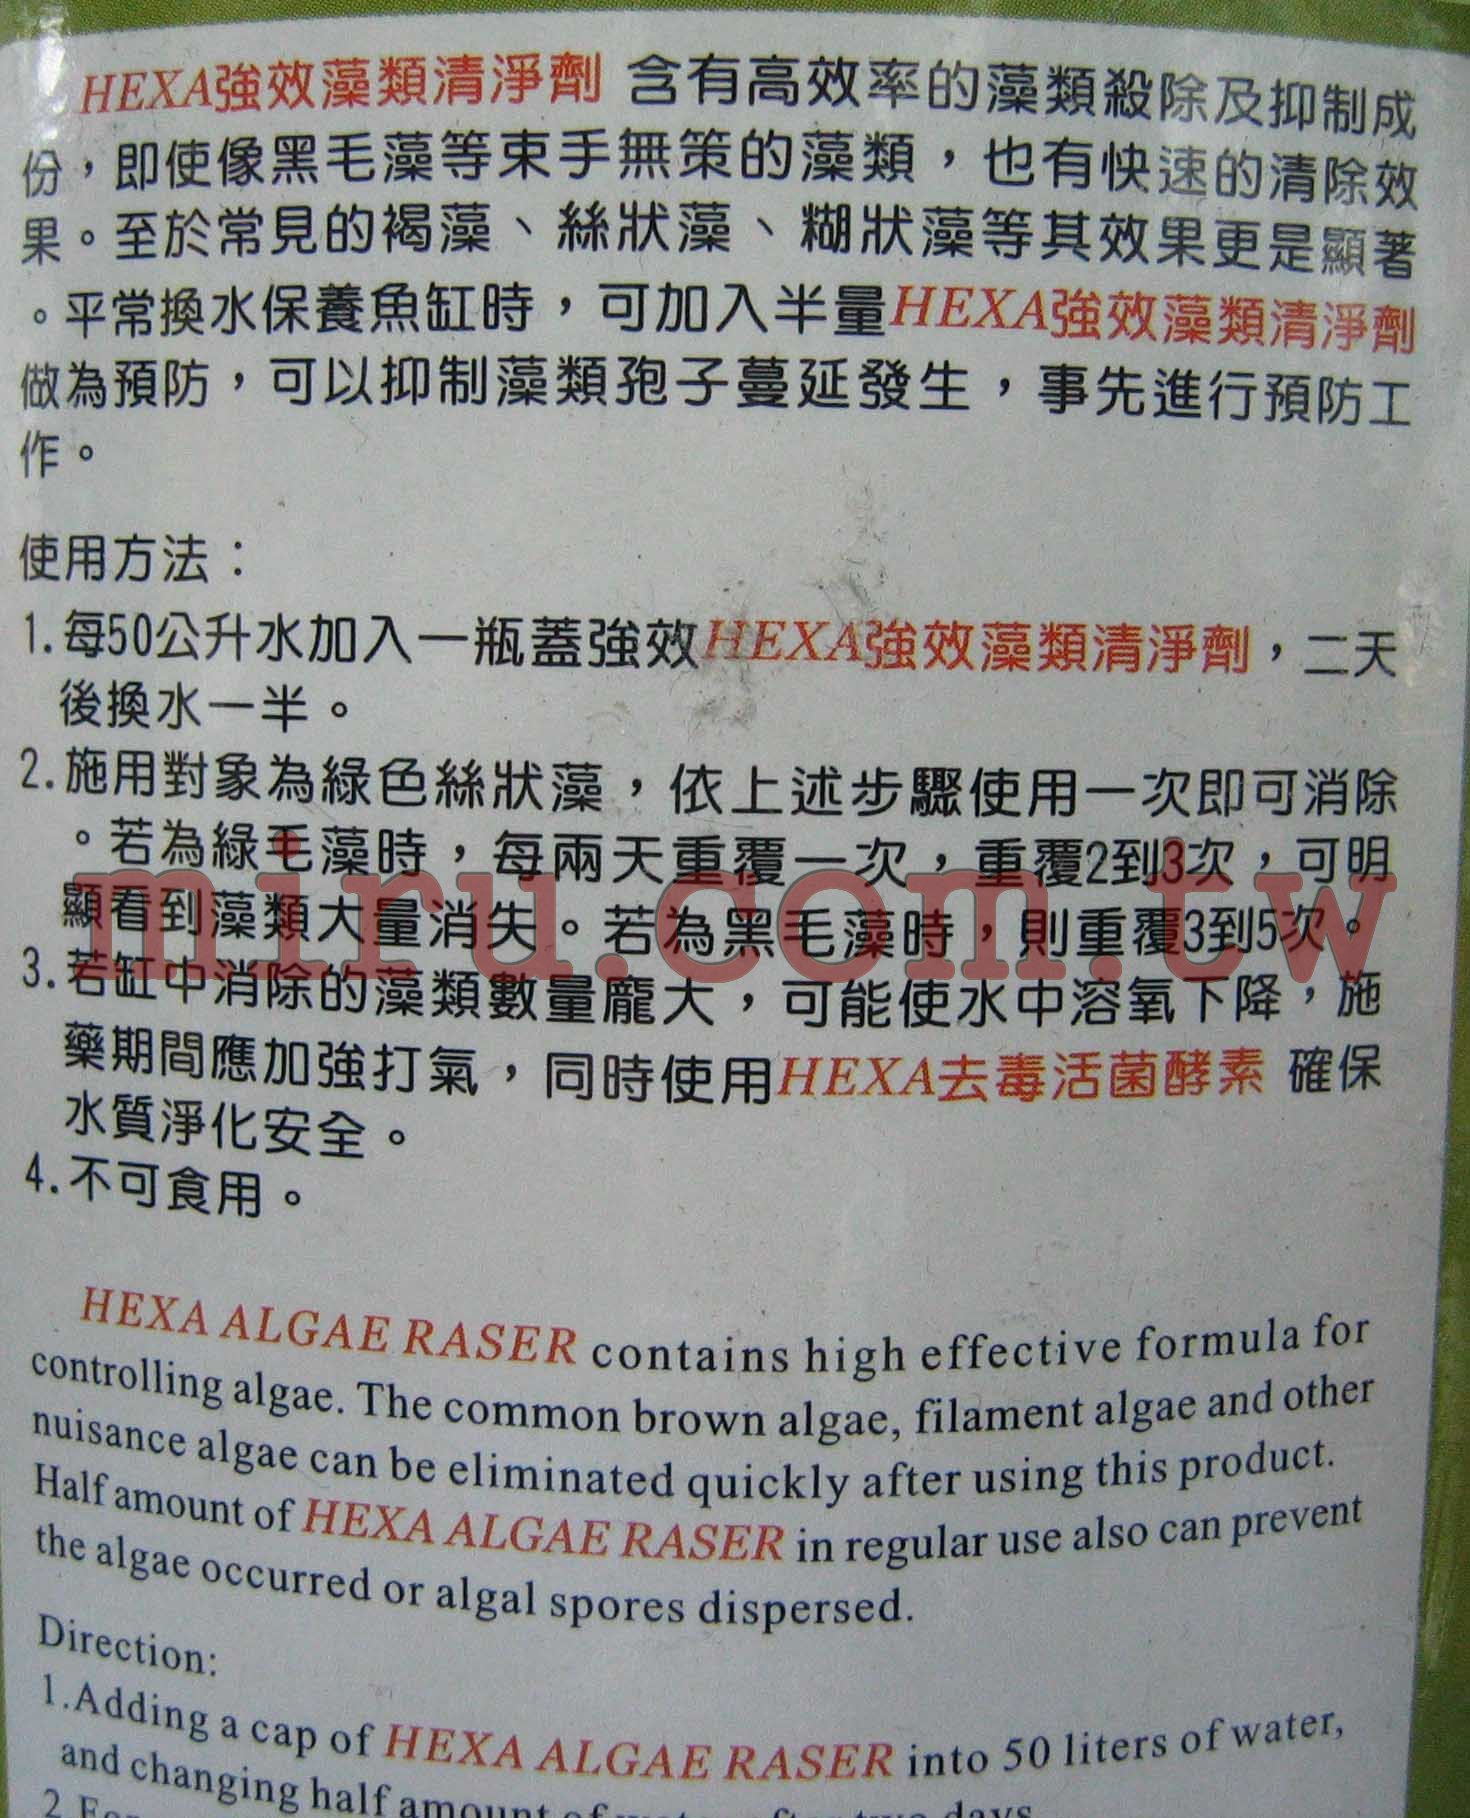 HEXA強效藻類清淨劑 含有高效率的藻類殺除及抑制成
份，即使像黑毛藻等束手無策的藻類，也有快速的清除效
果。至於常見的褐藻、絲狀藻、糊狀藻等其效果更是顯著
。平常換水保養魚缸時，可加入半量HEXA強效藻類清淨劑
做為預防，可以抑制藻類孢子蔓延發生，事先進行預防工
作。
使用方法：
1.每50公升水加入一瓶蓋強效HEXA強效藻類清淨劑，二天
後換水一半。
2.施用對象為綠色絲狀藻，依上述步驟使用一次即可消除
。若為綠毛藻時，每兩天重覆一次，重覆2到3次，可明
顯看到藻類大量消失。若為黑毛藻時，則重覆3到5次。
miru.com.tw
3.若缸中消除的藻類數量龐大，可能使水中溶氧下降，施
藥期間應加強打氣，同時使用HEXA去毒活菌酵素 確保
水質淨化安全。
4.不可食用。
HEXA ALGAE RASER contains high effective formula for
controlling algae. The common brown algae, filament algae and other
nuisance algae can be eliminated quickly after using this product.
Half amount of HEXA ALGAE RASER in regular use also can prevent
the algae occurred or algal spores dispersed.
Direction:
1.Adding a cap of HEXA ALGAE RASER into 50 liters of water,
and changing half amount of water after two days.
2.For